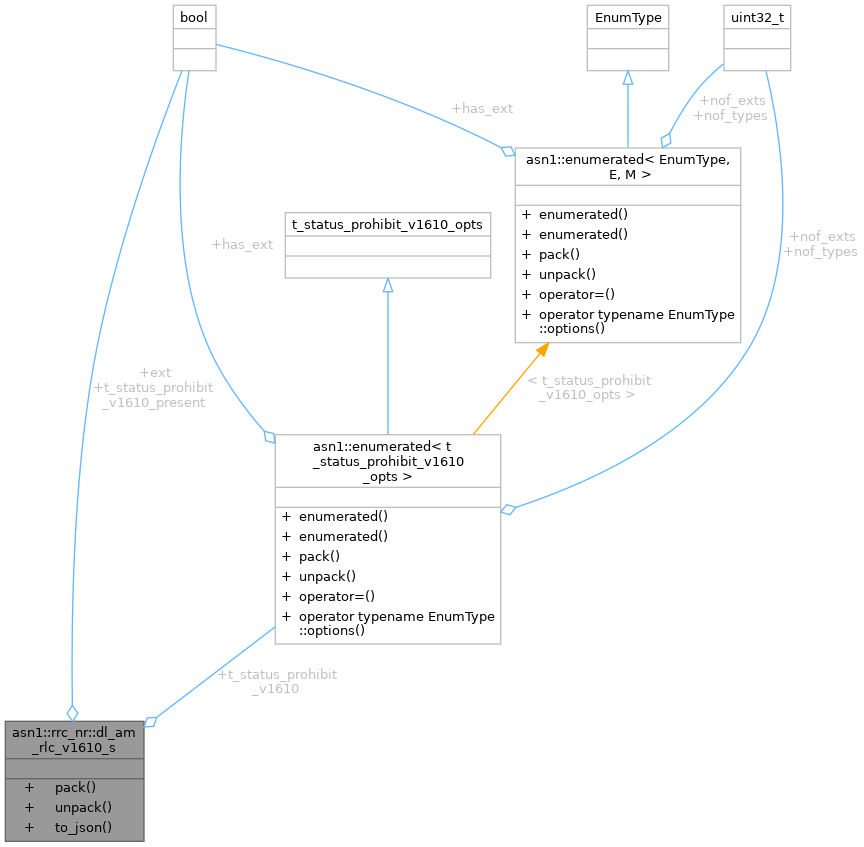 bool
EnumType
uint32_t
+has_ext
+nof_exts
+nof_types
asn1::enumerated< EnumType,
E, M >
+ enumerated()
+ enumerated()
+ pack()
+ unpack()
+ operator=()
+ operator typename EnumType
::options()
t_status_prohibit_v1610_opts
+has_ext
+nof_exts
+nof_types
+ext
+t_status_prohibit
_v1610_present
< t_status_prohibit
_v1610_opts >
asn1::enumerated< t
_status_prohibit_v1610
_opts >
+ enumerated()
+ enumerated()
+ pack()
+ unpack()
+ operator=()
+ operator typename EnumType
::options()
+t_status_prohibit
_v1610
asn1::rrc_nr::dl_am
_rlc_v1610_s
+ pack()
+ unpack()
+ to_json()